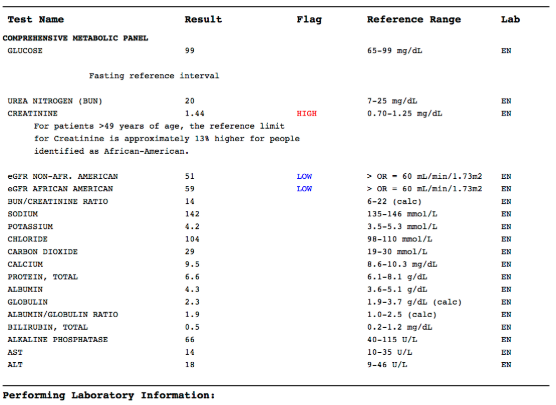 Test Name Result Flag Reference Range Lab
COMPREHENSIVE METABOLIC PANEL
GLUCOSE 99 65-99 mg/dL EN
Fasting reference interval
UREA NITROGEN (BUN) 20 7-25 mg/dL EN
CREATININE 1.44 HIGH 0.70-1.25 mg/dL EN
For patients >49 years of age, the reference limit
for Creatinine is approximately 13% higher for people
identified as African-American.
eGFR NON-AFR. AMERICAN 51 LOW > OR = 60 mL/min/1.73m2 EN
eGFR AFRICAN AMERICAN 59 LOW > OR = 60 mL/min/1.73m2 EN
BUN/CREATININE RATIO 14 6-22 (calc) EN
SODIUM 142 135-146 mmol/L EN
POTASSIUM 4.2 3.5-5.3 mmol/L EN
CHLORIDE 104 98-110 mmol/L EN
CARBON DIOXIDE 29 19-30 mmol/L EN
CALCIUM 9.5 8.6-10.3 mg/dL EN
PROTEIN, TOTAL 6.6 6.1-8.1 g/dL EN
ALBUMIN 4.3 3.6-5.1 g/dL EN
GLOBULIN 2.3 1.9-3.7 g/dL (calc) EN
ALBUMIN/GLOBULIN RATIO 1.9 1.0-2.5 (calc) EN
BILIRUBIN, TOTAL 0.5 0.2-1.2 mg/dL EN
ALKALINE PHOSPHATASE 66 40-115 U/L EN
AST 14 10-35 U/L EN
ALT 18 9-46 U/L EN
Performing Laboratory Information: